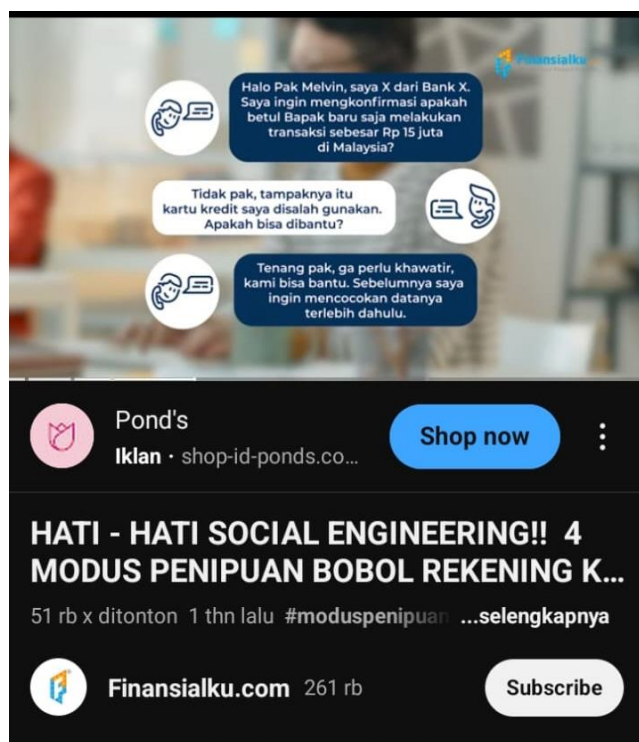 Finansialku
Halo Pak Melvin, saya X dari Bank X.
Saya ingin mengkonfirmasi apakah
betul Bapak baru saja melakukan
transaksi sebesar Rp 15 juta
di Malaysia?
Tidak pak, tampaknya itu
kartu kredit saya disalah gunakan.
Apakah bisa dibantu?
Tenang pak, ga perlu khawatir,
kami bisa bantu. Sebelumnya saya
ingin mencocokan datanya
terlebih dahulu.
Pond's
Iklan · shop-id-ponds.co...
Shop now
HATI - HATI SOCIAL ENGINEERING!! 4
MODUS PENIPUAN BOBOL REKENING K...
51 rb x ditonton 1 thn lalu #moduspenipuan ...selengkapnya
Finansialku.com 261 rb
Subscribe